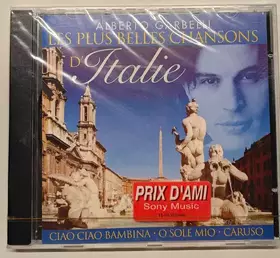 ALBERTO GARBELLI
LES PLUS BELLES CHANSONS
D'Italie
PRIX D'AMI
Sony Music
CIAO CIAO BAMBINA · O SOLE MIO · CARUSO